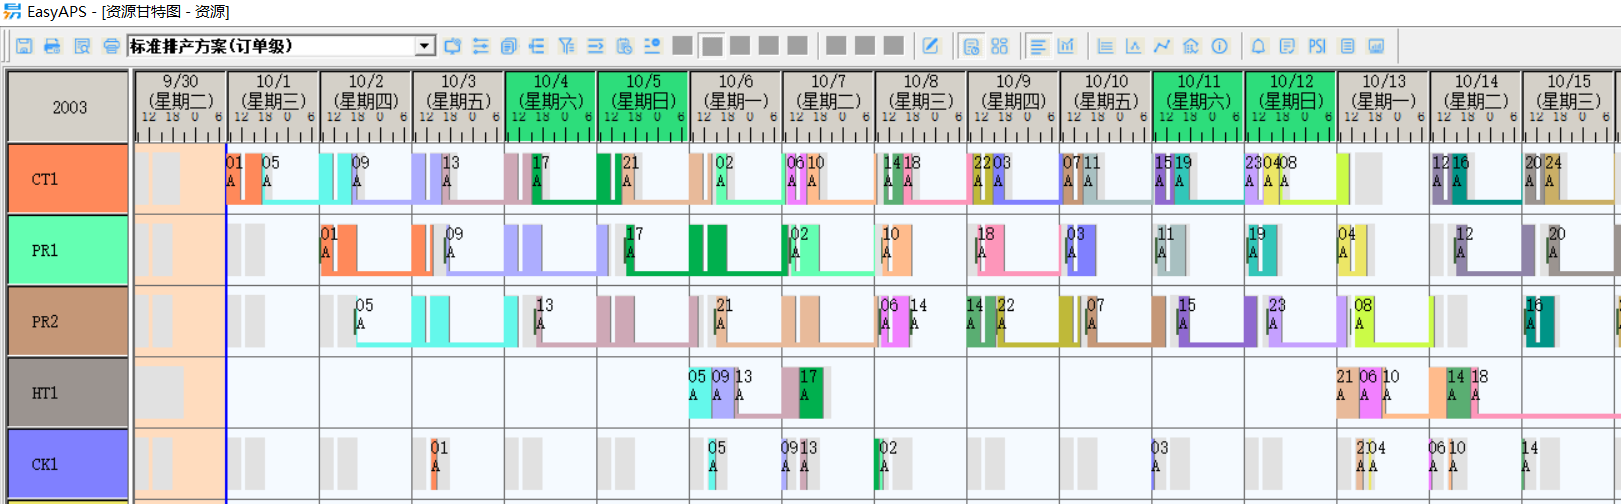 EasyAPS - [资源甘特图 - 资源]
标准排产方案(订单级) PSI
2003 9/30 10/1 10/2 10/3 10/4 10/5 10/6 10/7 10/8 10/9 10/10 10/11 10/12 10/13 10/14 10/15
(星期二) (星期三) (星期四) (星期五) (星期六) (星期日) (星期一) (星期二) (星期三) (星期四) (星期五) (星期六) (星期日) (星期一) (星期二) (星期三)
12 18 0 6 12 18 0 6 12 18 0 6 12 18 0 6 12 18 0 6 12 18 0 6 12 18 0 6 12 18 0 6 12 18 0 6 12 18 0 6 12 18 0 6 12 18 0 6 12 18 0 6 12 18 0 6 12 18 0 6 12 18 0 6
CT1 01 05 09 13 17 21 02 06 10 14 18 22 03 07 11 15 19 23 04 08 12 16 20 24
A A A A A A A A A A A A A A A A A A A A A A A A
PR1 01 09 17 02 10 18 03 11 19 04 12 20
A A A A A A A A A A A A
PR2 05 13 21 06 14 14 22 07 15 23 08 16
A A A A A A A A A A A A
HT1 05 09 13 17 21 06 10 14 18
A A A A A A A A A
CK1 01 05 09 13 02 03 21 04 06 10 14
A A A A A A A A A A A